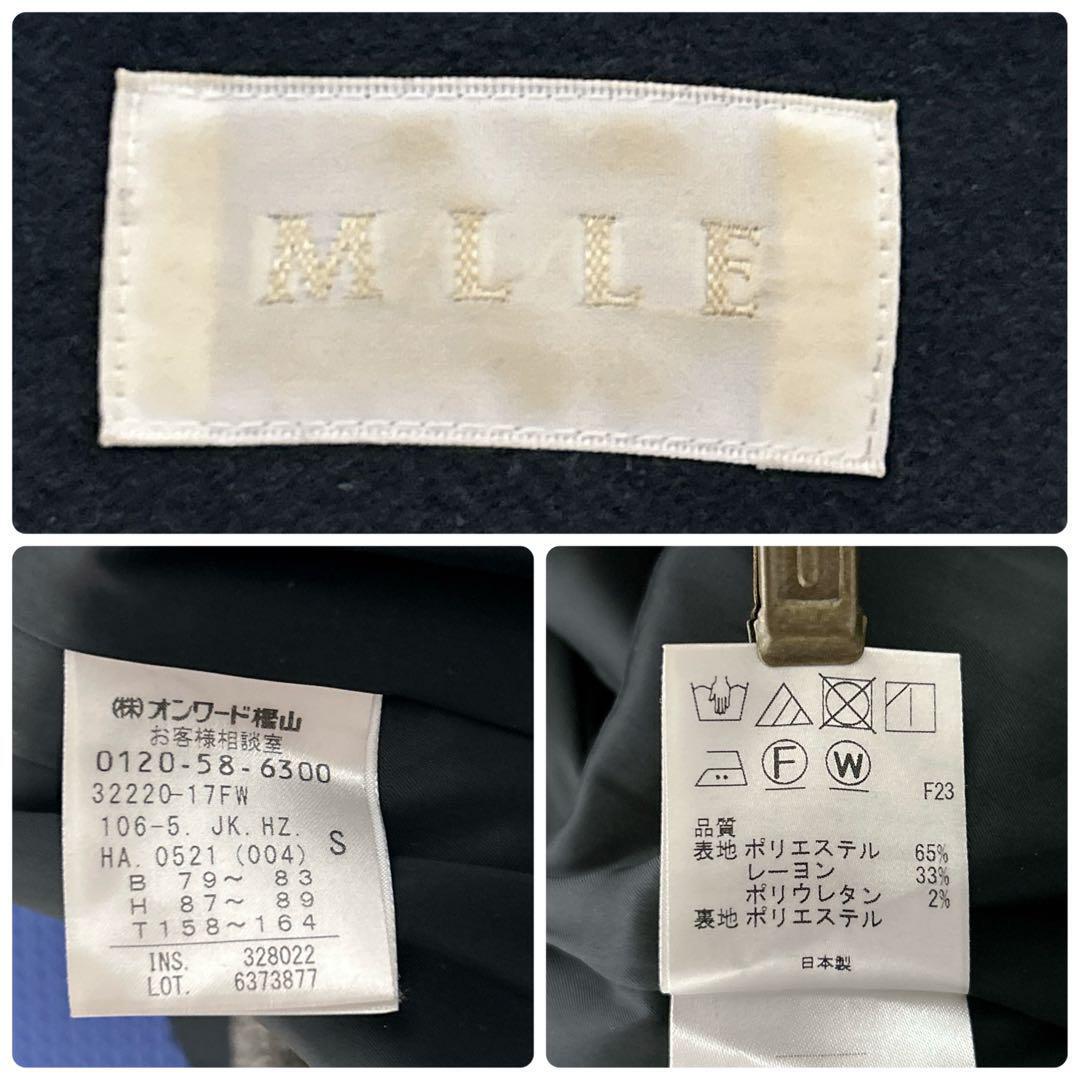 MLLE
(株)オンワード樫山
お客様相談室
0120-58-6300
32220-17FW
106-5. JK. HZ.
HA. 0521 (004) S
B 79～ 83
H 87～ 89
T158～164
INS. 328022
LOT. 6373877
F W
F23
品質
表地 ポリエステル 65%
レーヨン 33%
ポリウレタン 2%
裏地 ポリエステル
日本製